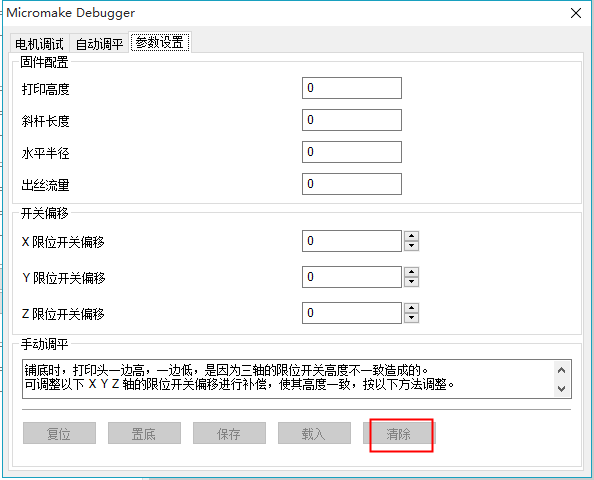 Micromake Debugger
电机调试 自动调平 参数设置
固件配置
打印高度 0
斜杆长度 0
水平半径 0
出丝流量 0
开关偏移
X 限位开关偏移 0
Y 限位开关偏移 0
Z 限位开关偏移 0
手动调平
铺底时，打印头一边高，一边低，是因为三轴的限位开关高度不一致造成的。
可调整以下 X Y Z 轴的限位开关偏移进行补偿，使其高度一致，按以下方法调整。
复位 置底 保存 载入 清除